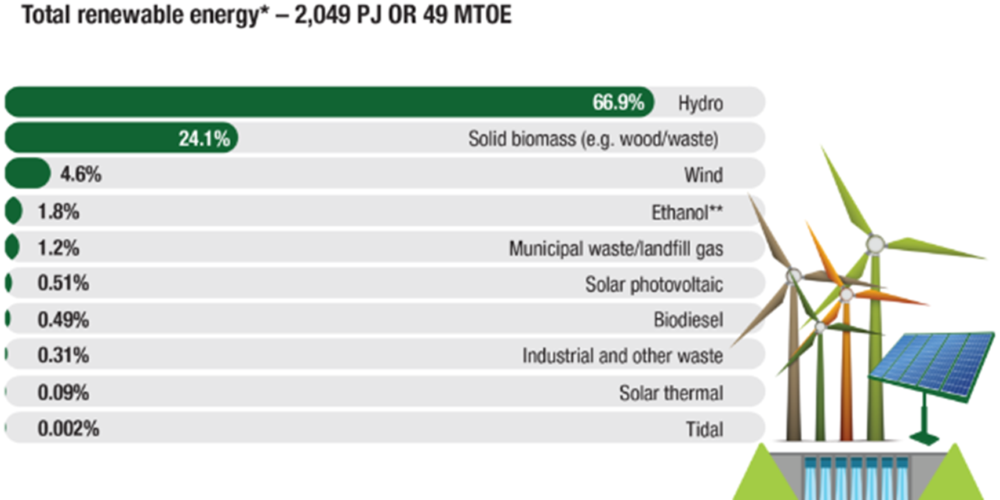 Total renewable energy* – 2,049 PJ OR 49 MTOE
66.9% Hydro
24.1% Solid biomass (e.g. wood/waste)
4.6% Wind
1.8% Ethanol**
1.2% Municipal waste/landfill gas
0.51% Solar photovoltaic
0.49% Biodiesel
0.31% Industrial and other waste
0.09% Solar thermal
0.002% Tidal